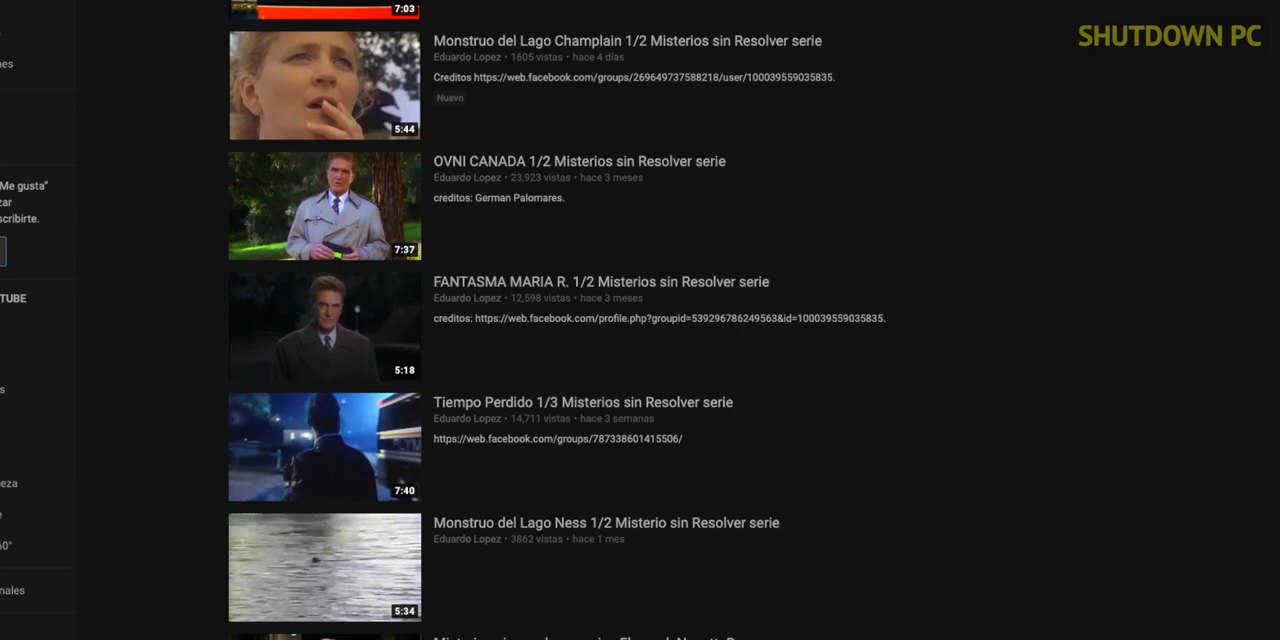 7:03
SHUTDOWN PC
Monstruo del Lago Champlain 1/2 Misterios sin Resolver serie
Eduardo Lopez • 1605 vistas • hace 4 días
Creditos https://web.facebook.com/groups/269649737588218/user/100039559035835.
Nuevo
5:44
nes
OVNI CANADA 1/2 Misterios sin Resolver serie
Eduardo Lopez • 23,923 vistas • hace 3 meses
creditos: German Palomares.
7:37
Me gusta"
zar
scribirte.
FANTASMA MARIA R. 1/2 Misterios sin Resolver serie
Eduardo Lopez • 12,598 vistas • hace 3 meses
creditos: https://web.facebook.com/profile.php?groupid=539296786249563&id=100039559035835.
5:18
TUBE
s
Tiempo Perdido 1/3 Misterios sin Resolver serie
Eduardo Lopez • 14,711 vistas • hace 3 semanas
https://web.facebook.com/groups/787338601415506/
7:40
eza
e
Monstruo del Lago Ness 1/2 Misterio sin Resolver serie
Eduardo Lopez • 3862 vistas • hace 1 mes
5:34
60°
nales